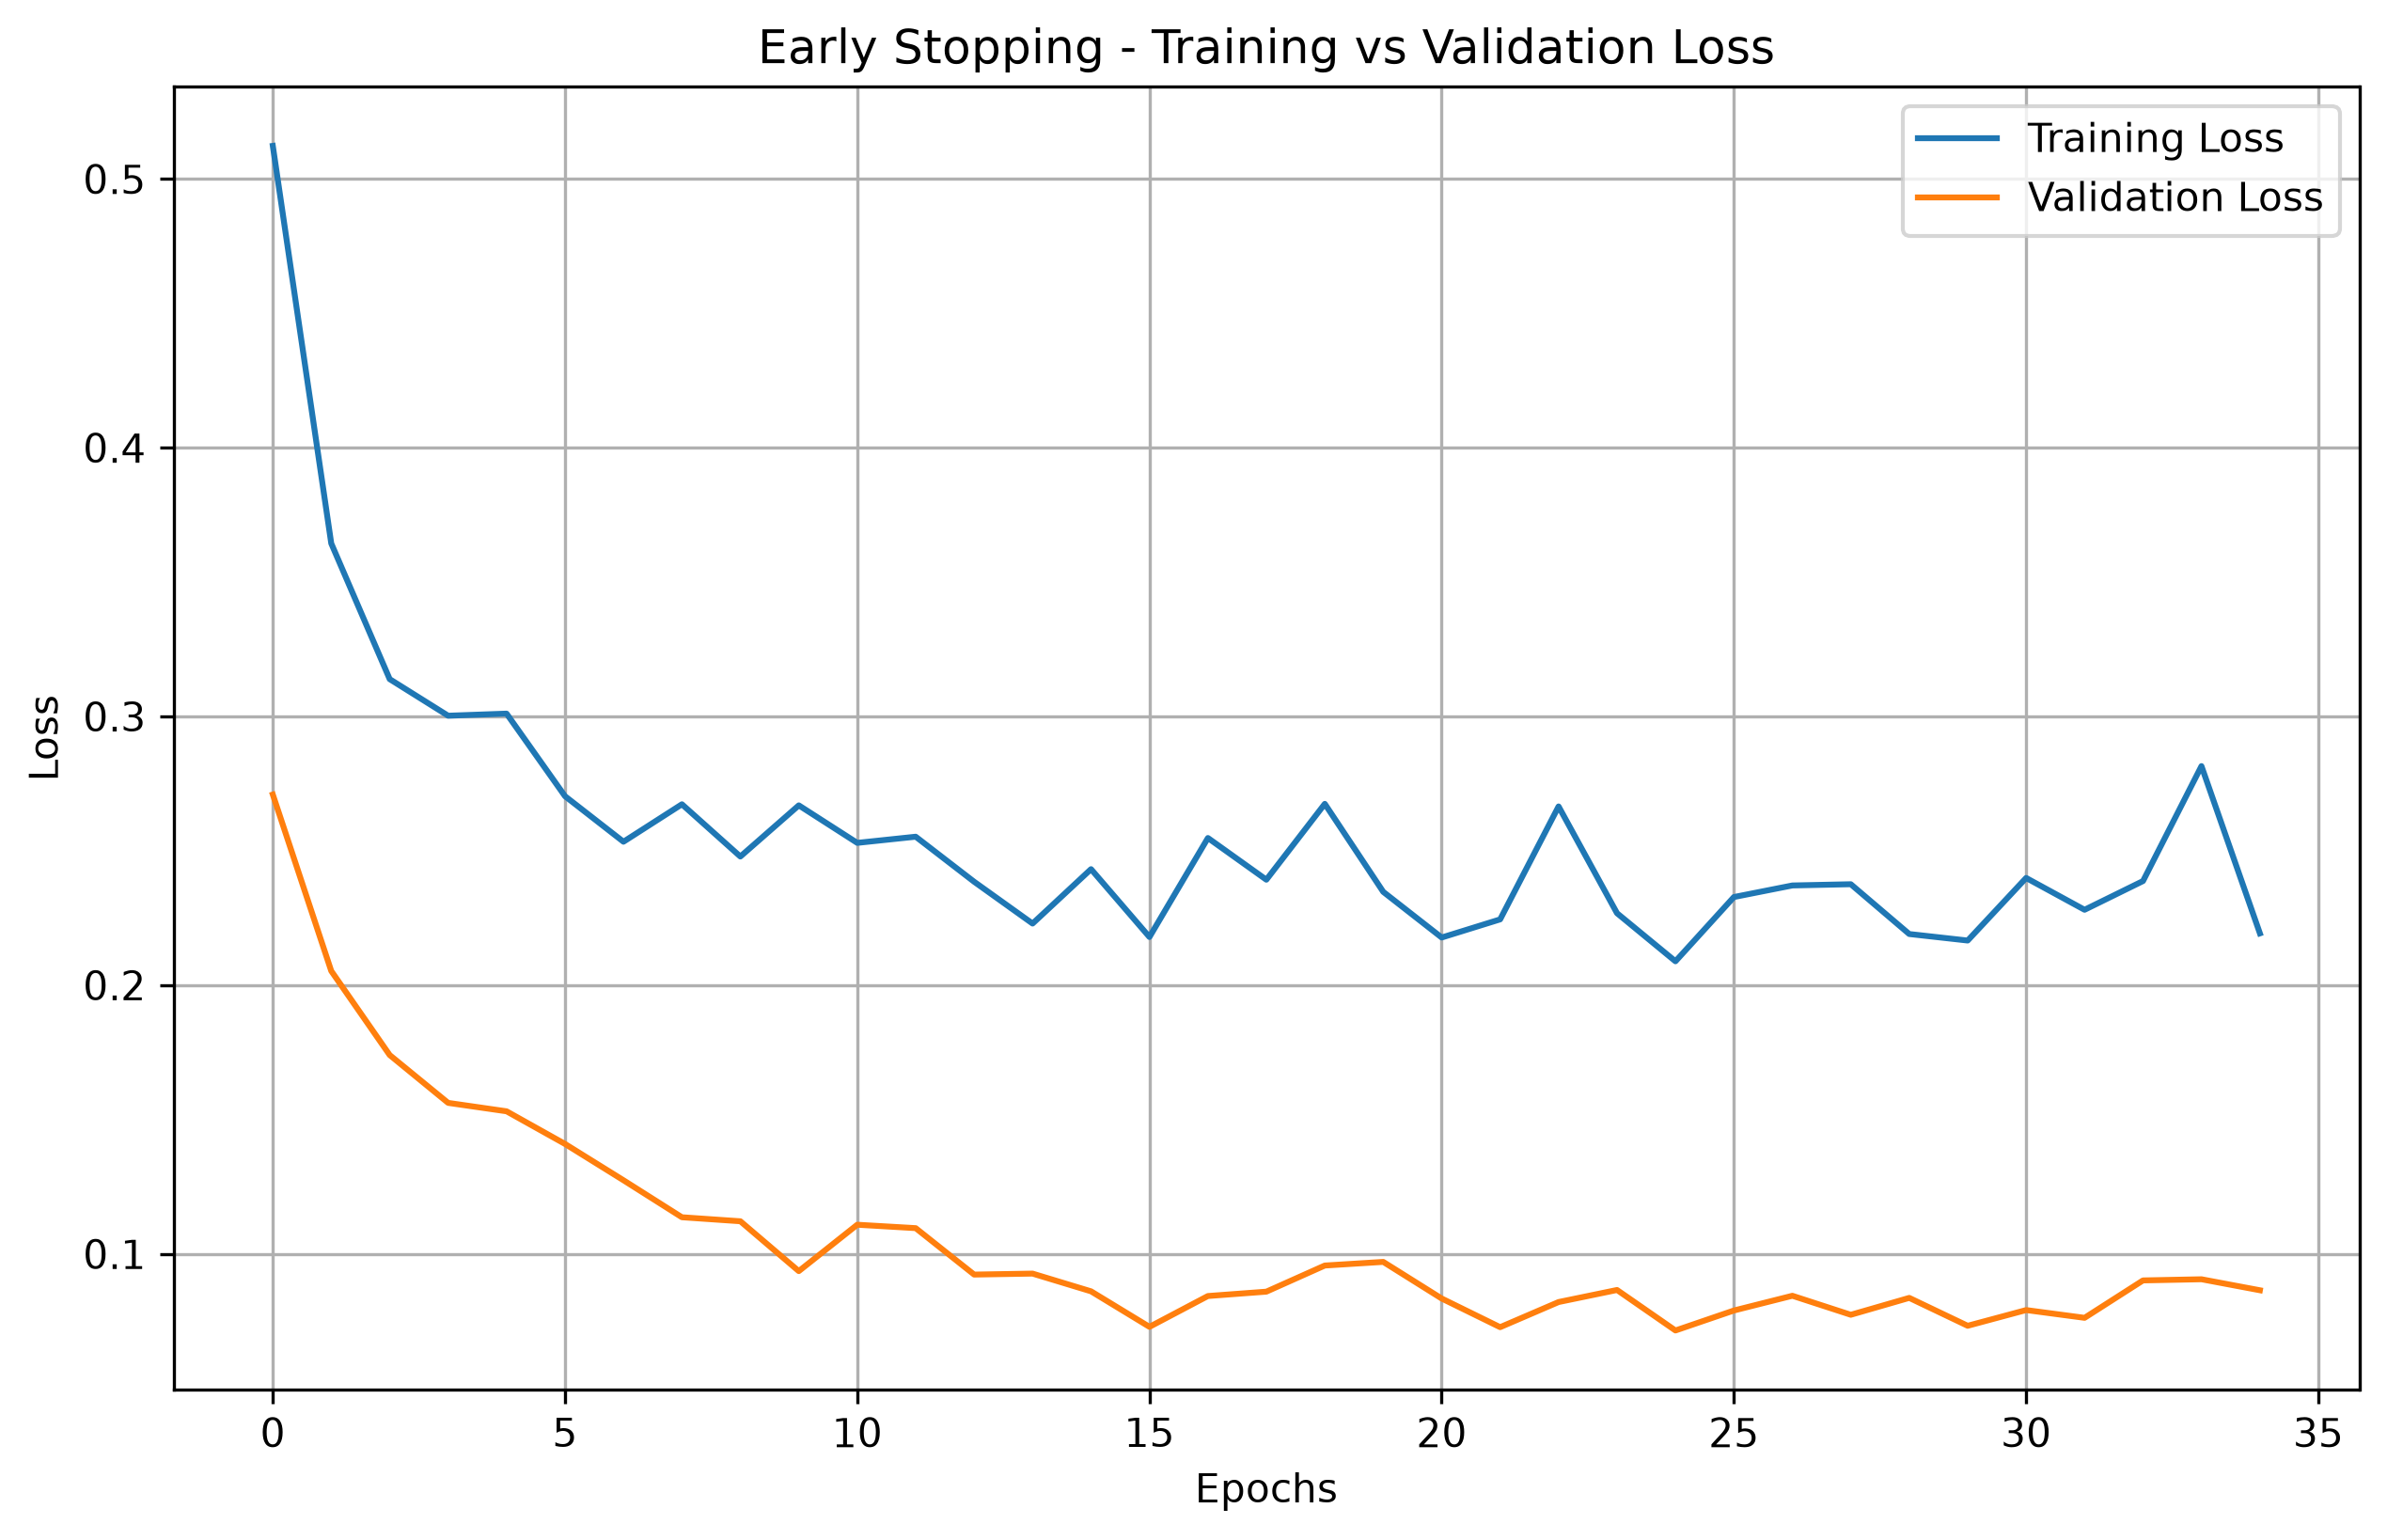 Early Stopping - Training vs Validation Loss
Training Loss
Validation Loss
0.5
0.4
0.3
0.2
0.1
Loss
0 5 10 15 20 25 30 35
Epochs